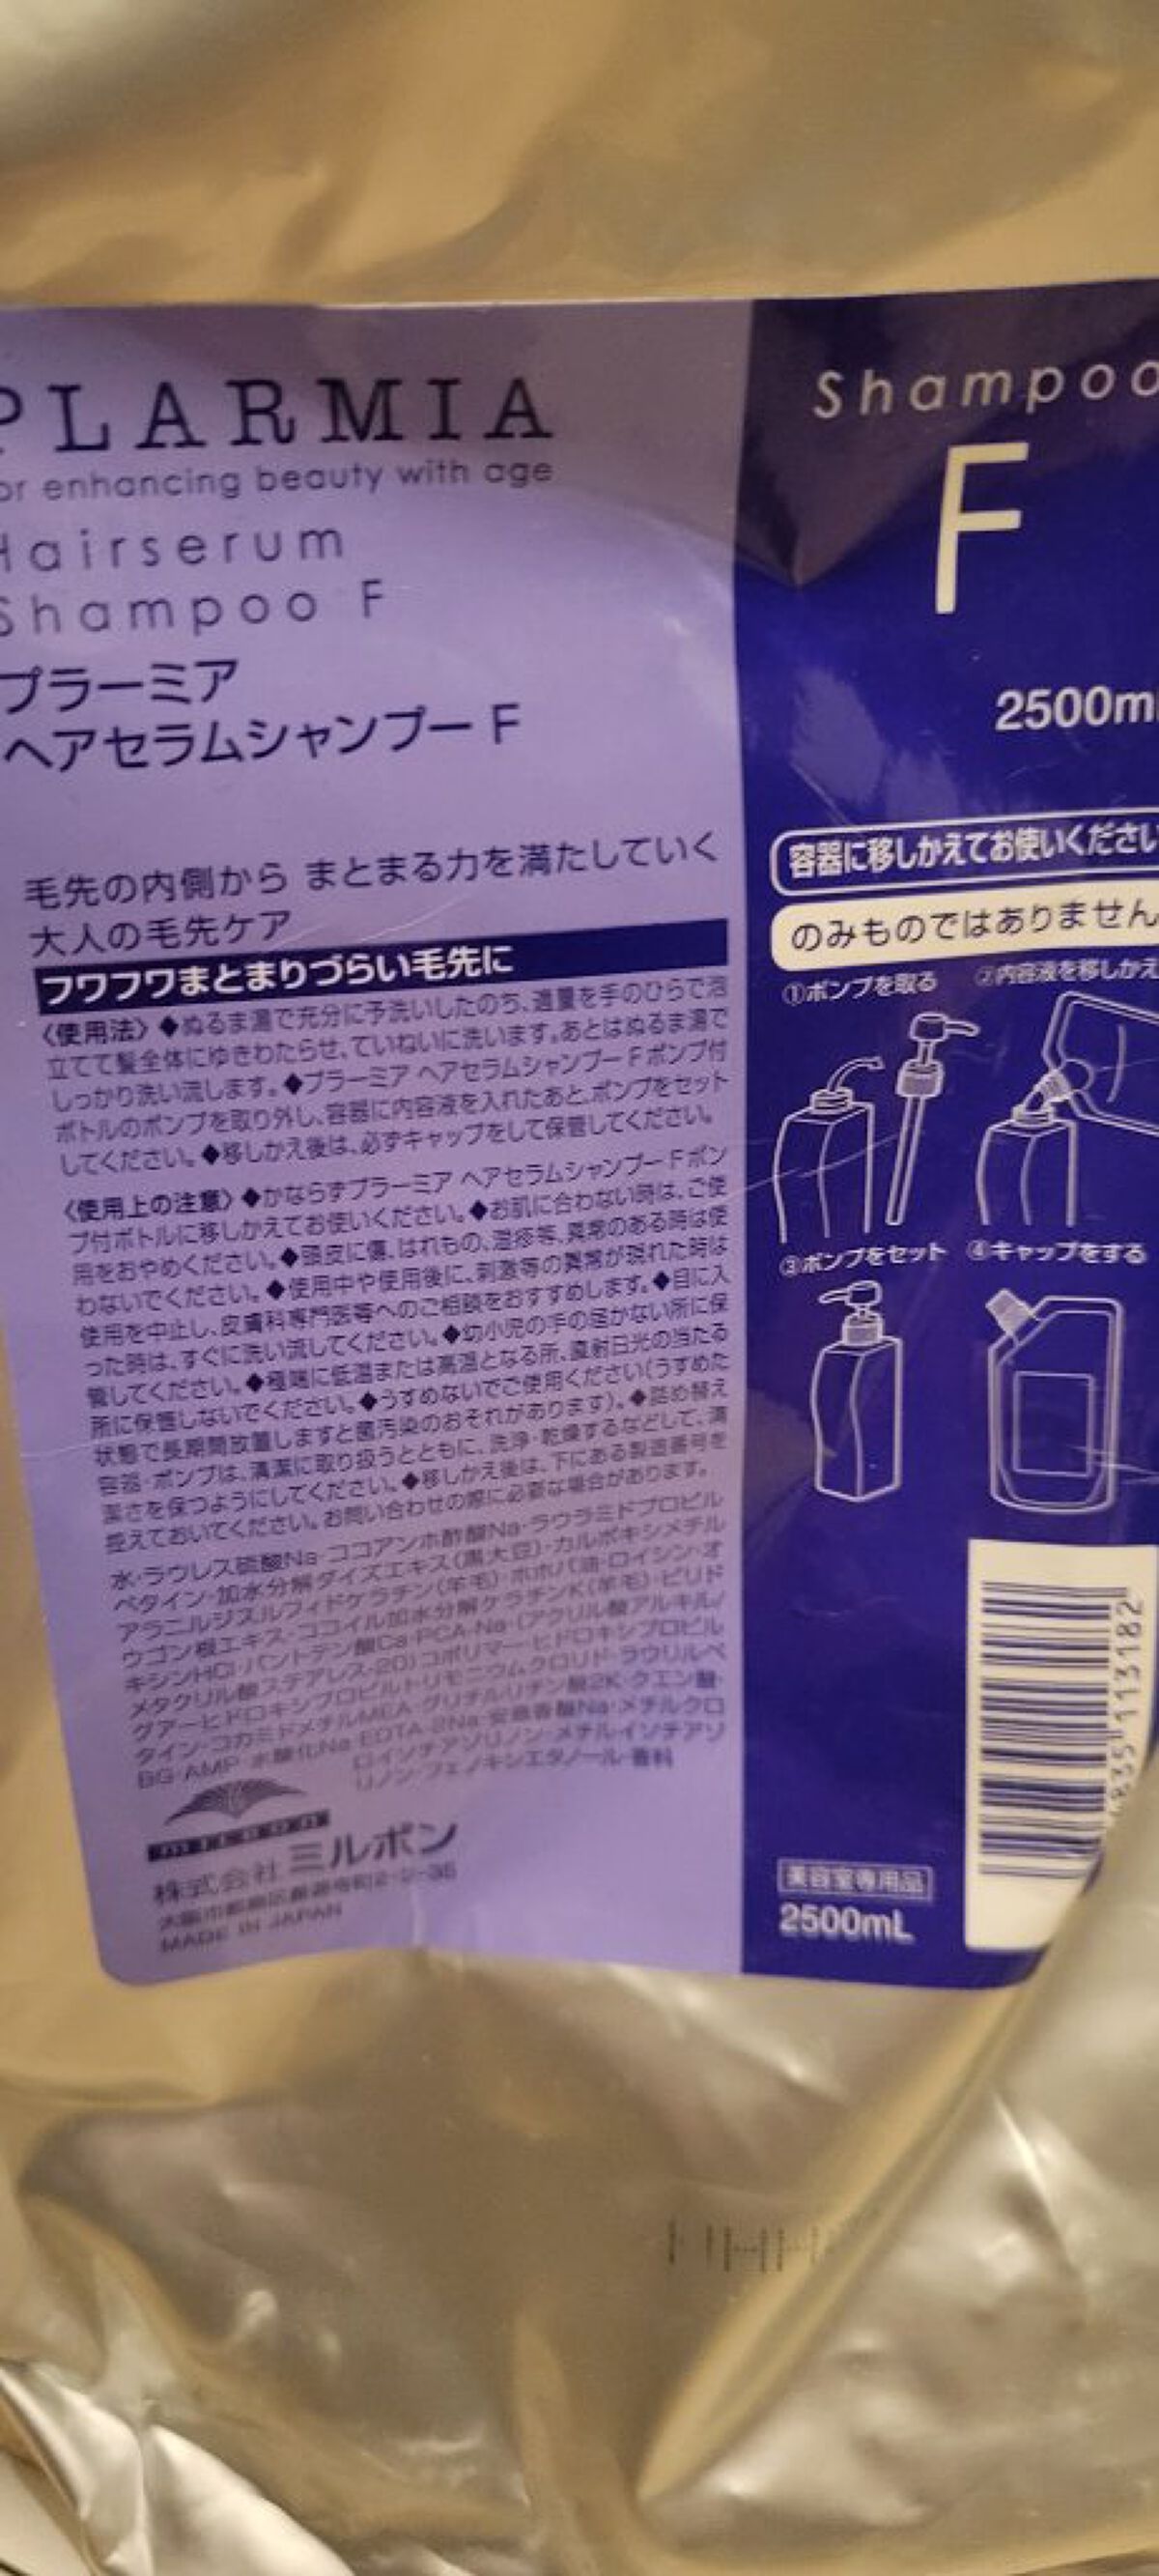 PLARMIA
or enhancing beauty with age
Hairserum
Shampoo F
プラーミア
ヘアセラムシャンプー F
毛先の内側から まとまる力を満たしていく
大人の毛先ケア
フワフワまとまりづらい毛先に
〈使用法〉◆ぬるま湯で充分に予洗いしたのち、適量を手のひらで泡
立てて髪全体にゆきわたらせ、ていねいに洗います。あとはぬるま湯で
しっかり洗い流します。◆プラーミア ヘアセラムシャンプー F ポンプ付
ボトルのポンプを取り外し、容器に内容液を入れたあと、ポンプをセット
してください。◆移しかえ後は、必ずキャップをして保管してください。
〈使用上の注意〉◆かならずプラーミア ヘアセラムシャンプー F ポン
プ付ボトルに移しかえてお使いください。◆お肌に合わない時は、ご使
用をおやめください。◆頭皮に傷、はれもの、湿疹等、異常のある時は使
わないでください。◆使用中や使用後に、刺激等の異常が現れた時は
使用を中止し、皮膚科専門医等へのご相談をおすすめします。◆目に入
った時は、すぐに洗い流してください。◆幼小児の手の届かない所に保
管してください。◆極端に低温または高温となる所、直射日光の当たる
所に保管しないでください。◆うすめないでご使用ください(うすめた
状態で長期間放置しますと菌汚染のおそれがあります)。◆詰め替え
容器・ポンプは、清潔に取り扱うとともに、洗浄・乾燥するなどして、清
潔さを保つようにしてください。◆移しかえ後は、下にある製造番号を
控えておいてください。お問い合わせの際に必要な場合があります。
水・ラウレス硫酸Na・ココアンホ酢酸Na・ラウラミドプロピル
ベタイン・加水分解ダイズエキス(黒大豆)・カルボキシメチル
アラニルジスルフィドケラチン(羊毛)・ホホバ油・ロイシン・オ
ウゴン根エキス・ココイル加水分解ケラチンK(羊毛)・ピリド
キシンHCl・パントテン酸Ca・PCA-Na・(アクリル酸アルキル/
メタクリル酸ステアレス-20)コポリマー・ヒドロキシプロピル
グアーヒドロキシプロピルトリモニウムクロリド・ラウリルベ
タイン・コカミドメチルMEA・グリチルリチン酸2K・クエン酸・
BG・AMP・水酸化Na・EDTA-2Na・安息香酸Na・メチルクロ
ロイソチアゾリノン・メチルイソチアゾ
リノン・フェノキシエタノール・香料
milbon
株式会社 ミルボン
MADE IN JAPAN
Shampoo
F
2500mL
容器に移しかえてお使いください
のみものではありません
①ポンプを取る
②内容液を移しかえ
③ポンプをセット
④キャップをする
美容室専用品
2500mL